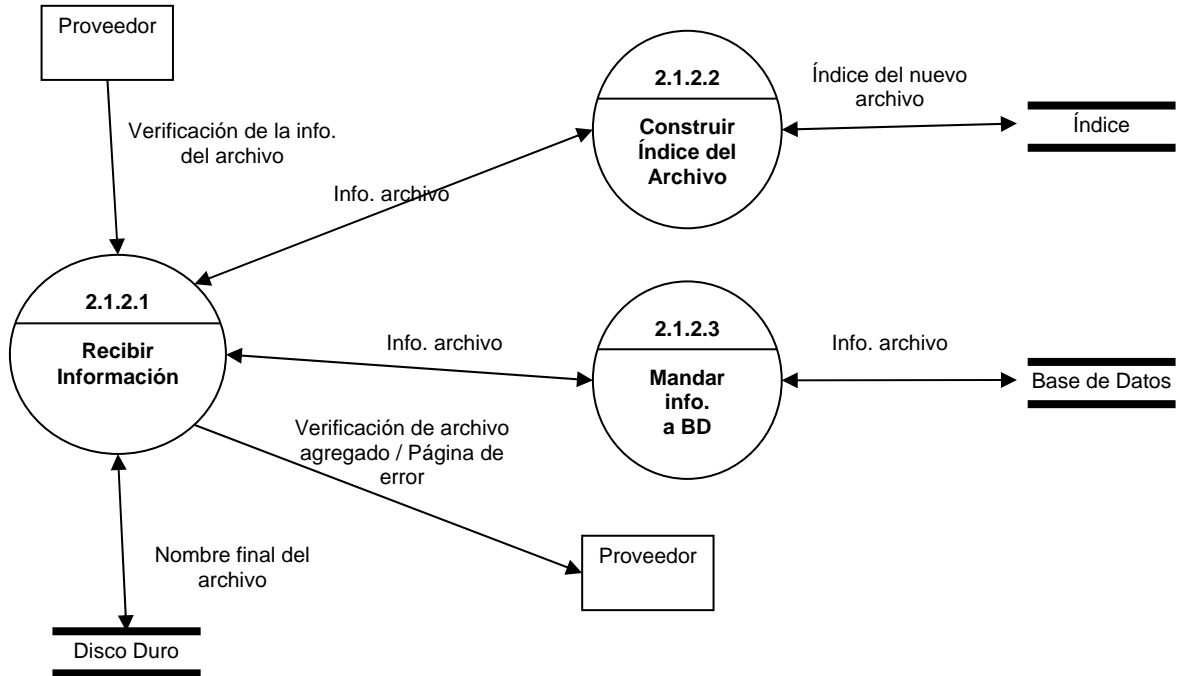 Proveedor
Verificación de la info.
del archivo
Info. archivo
2.1.2.2
Construir
Índice del
Archivo
Índice del nuevo
archivo
Índice
2.1.2.1
Recibir
Información
Info. archivo
2.1.2.3
Mandar
info.
a BD
Info. archivo
Base de Datos
Verificación de archivo
agregado / Página de
error
Proveedor
Nombre final del
archivo
Disco Duro